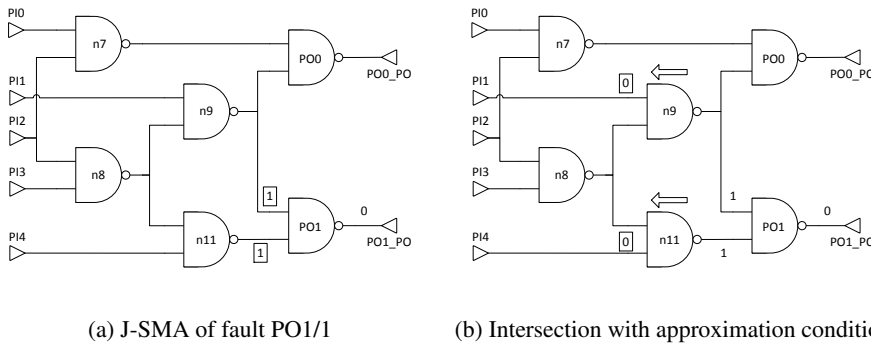 PI0
n7
PO0
PO0_PO
PI1
n9
PI2
PI3
n8
1
0
PO1
PO1_PO
PI4
n11
1
(a) J-SMA of fault PO1/1
PI0
n7
PO0
PO0_PO
PI1
0
n9
PI2
PI3
n8
1
0
PO1
PO1_PO
PI4
0
n11
1
(b) Intersection with approximation